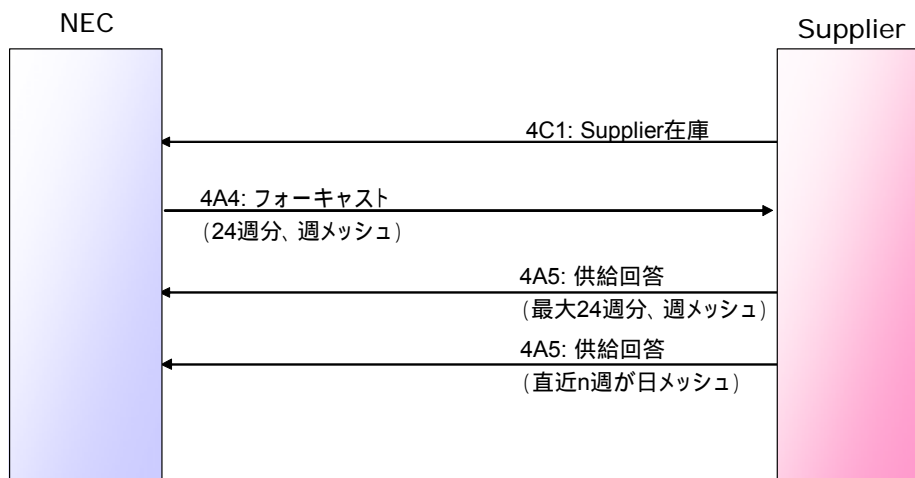 NEC
Supplier
4C1: Supplier在庫
4A4: フォーキャスト
(24週分、週メッシュ)
4A5: 供給回答
(最大24週分、週メッシュ)
4A5: 供給回答
(直近n週が日メッシュ)